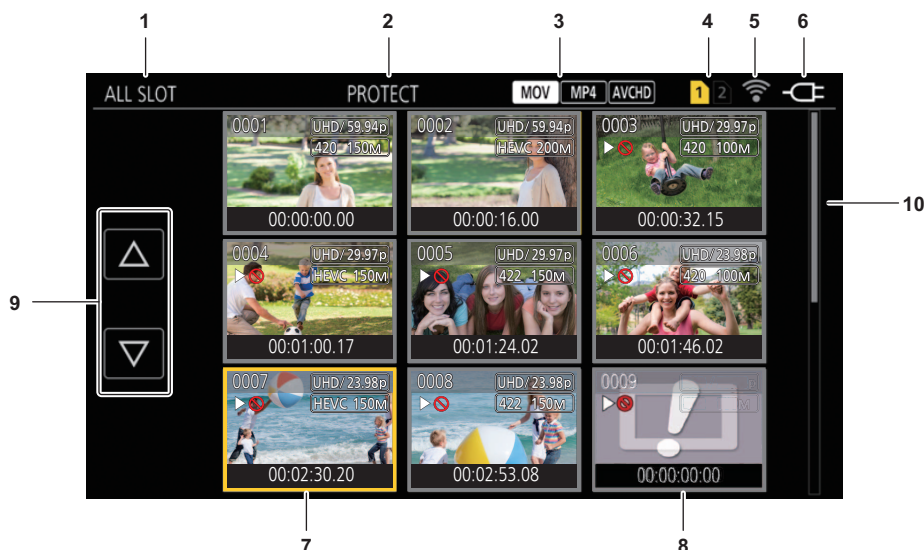 1 2 3 4 5 6
ALL SLOT PROTECT MOV MP4 AVCHD 1 2
0001 UHD/59.94p 0002 UHD/59.94p 0003 UHD/29.97p
420 150M HEVC 200M 420 100M
00:00:00.00 00:00:16.00 00:00:32.15
10
0004 UHD/29.97p 0005 UHD/29.97p 0006 UHD/23.98p
HEVC 150M 422 150M 420 100M
9
00:01:00.17 00:01:24.02 00:01:46.02
0007 UHD/23.98p 0008 UHD/23.98p 0009
HEVC 150M 422 150M
00:02:30.20 00:02:53.08 00:00:00:00
7 8